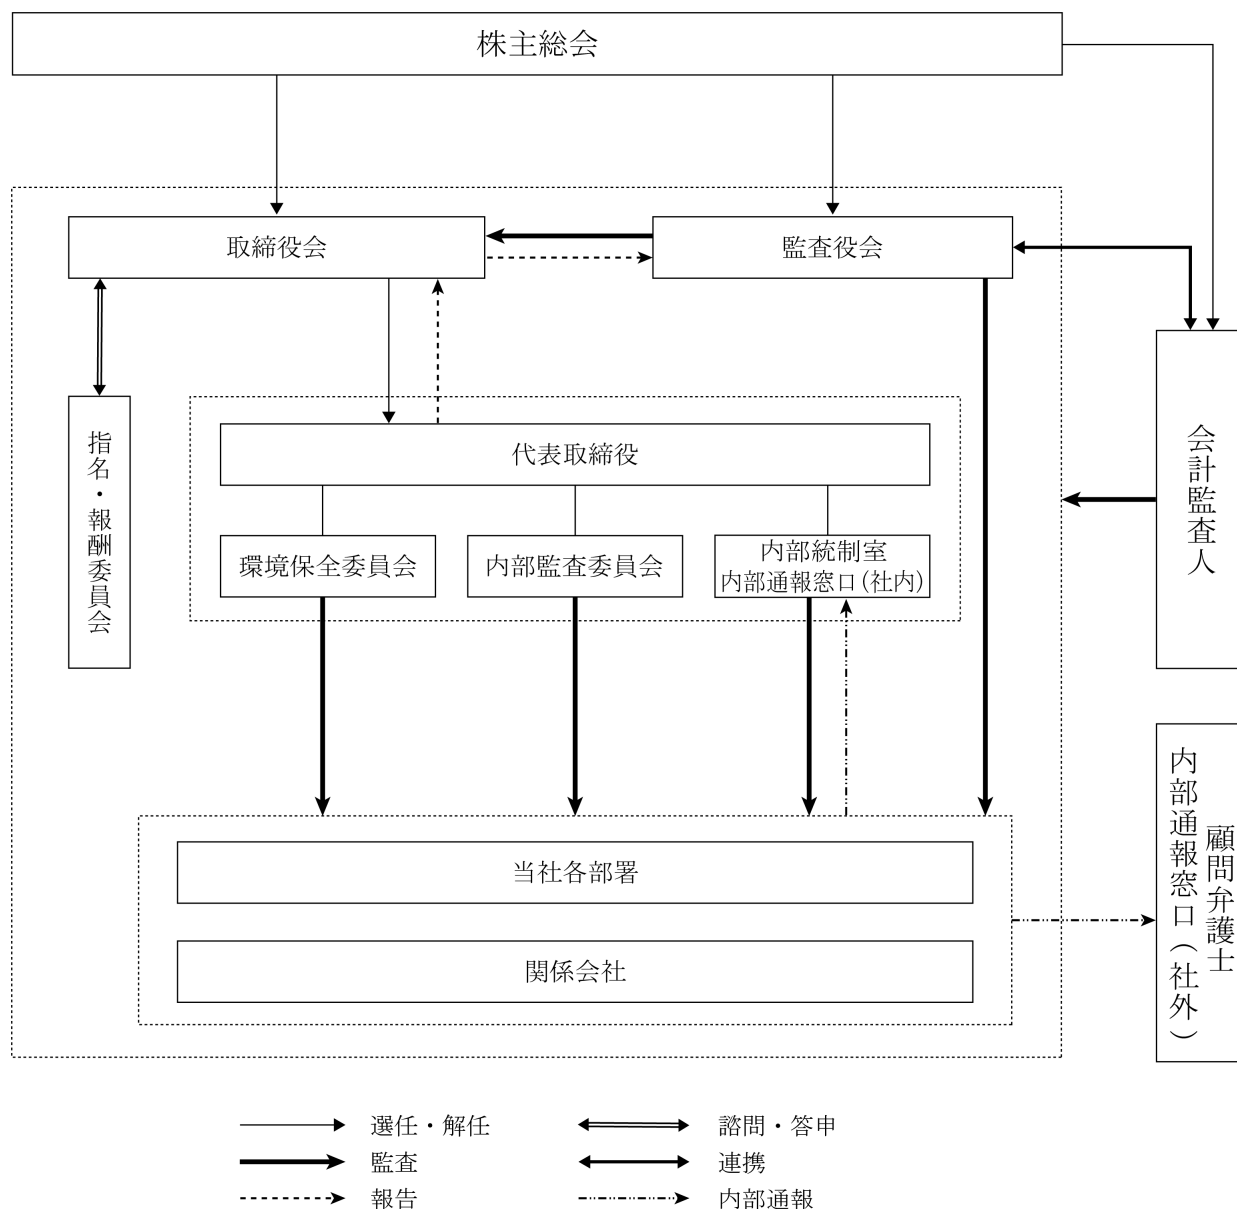 株主総会
取締役会
監査役会
指名・報酬委員会
代表取締役
会計監査人
環境保全委員会
内部監査委員会
内部統制室
内部通報窓口(社内)
当社各部署
関係会社
顧問弁護士
内部通報窓口(社外)
選任・解任
諮問・答申
監査
連携
報告
内部通報